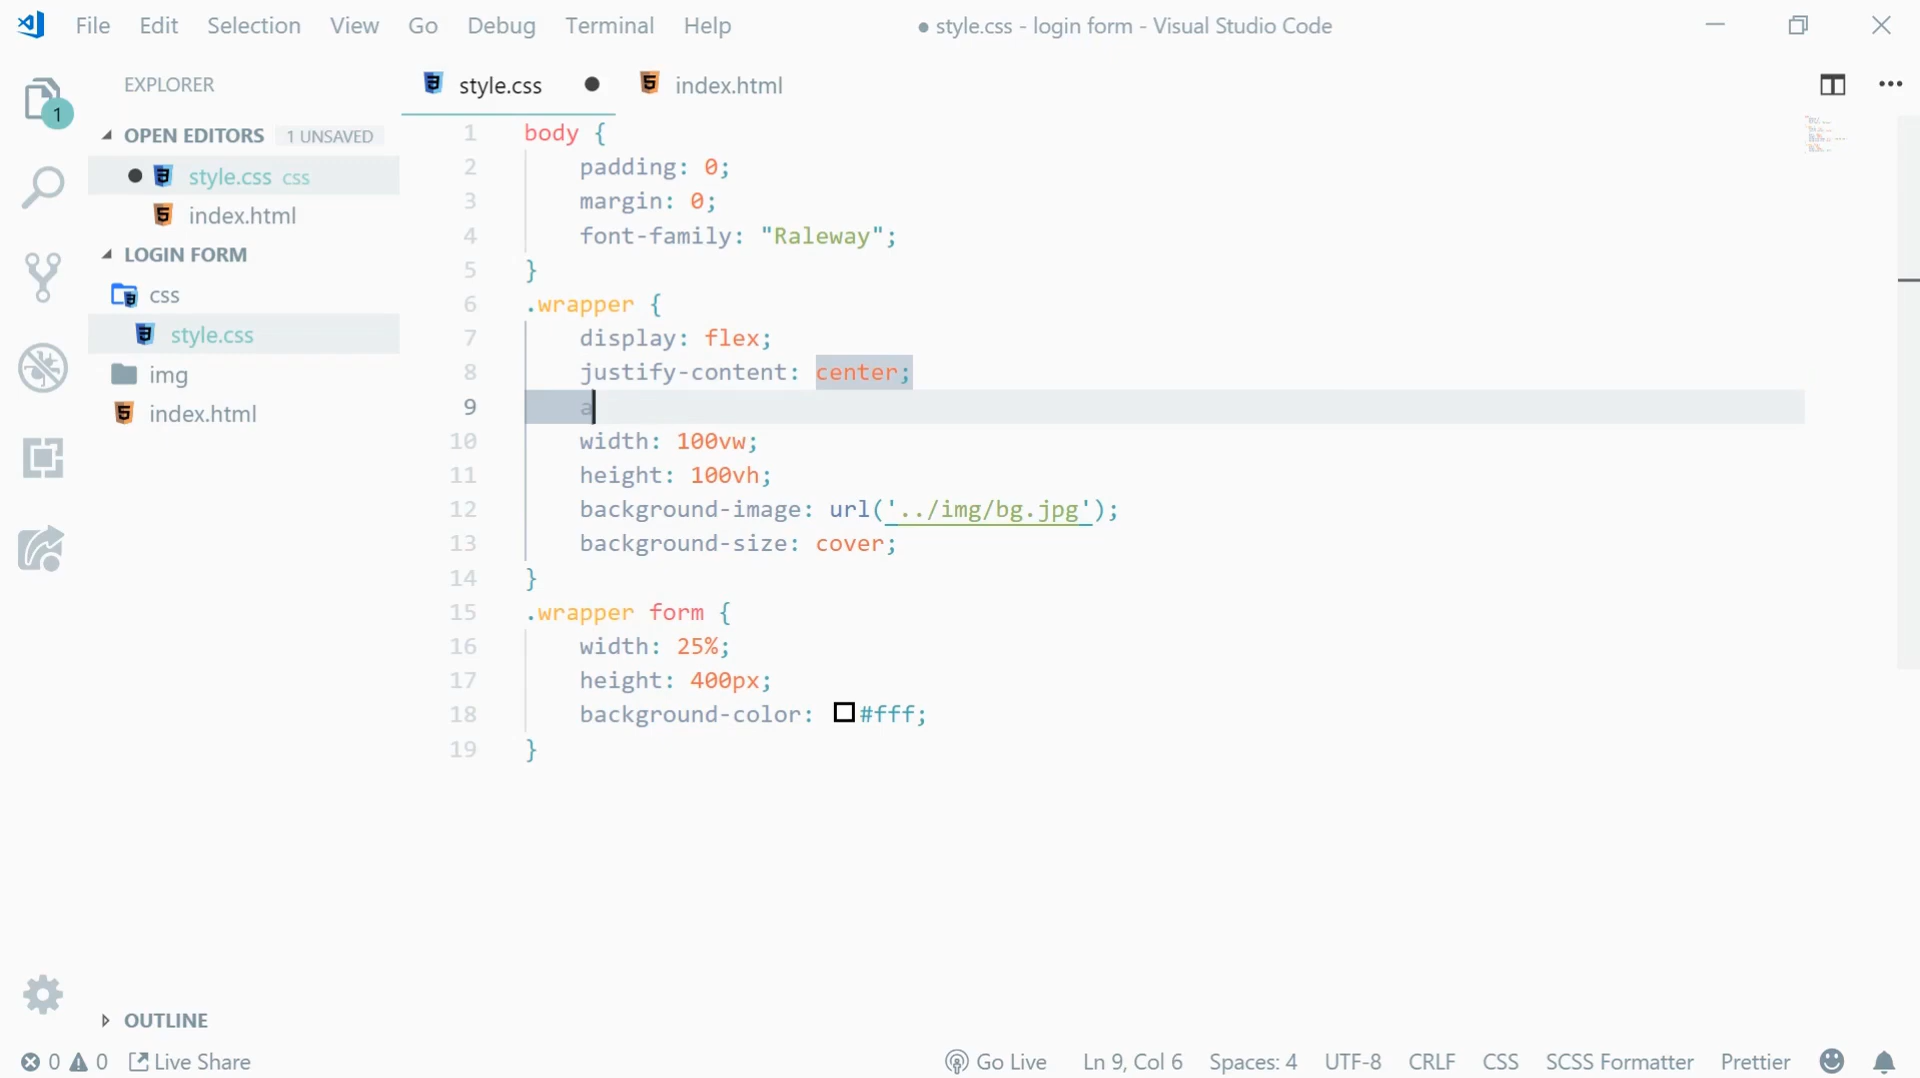 File Edit Selection View Go Debug Terminal Help
● style.css - login form - Visual Studio Code
EXPLORER
1
OPEN EDITORS 1 UNSAVED
style.css css
index.html
LOGIN FORM
css
style.css
img
index.html
OUTLINE
style.css
index.html
1 body {
2 padding: 0;
3 margin: 0;
4 font-family: "Raleway";
5 }
6 .wrapper {
7 display: flex;
8 justify-content: center;
9 a
10 width: 100vw;
11 height: 100vh;
12 background-image: url('../img/bg.jpg');
13 background-size: cover;
14 }
15 .wrapper form {
16 width: 25%;
17 height: 400px;
18 background-color: #fff;
19 }
0 0 Live Share Go Live Ln 9, Col 6 Spaces: 4 UTF-8 CRLF CSS SCSS Formatter Prettier